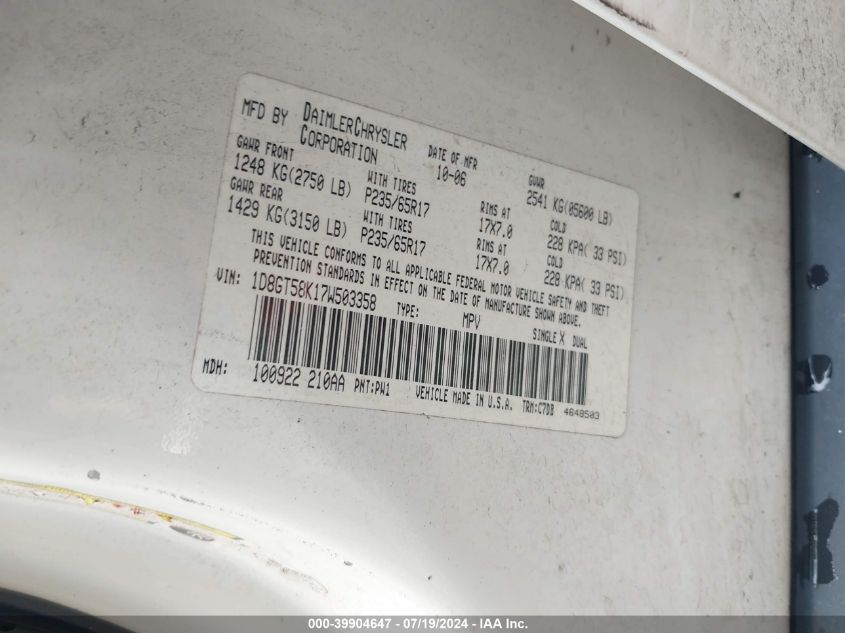 MFD BY DAIMLERCHRYSLER CORPORATION DATE OF MFR 10-06 GVWR 2541 KG(05600 LB)
GAWR FRONT WITH TIRES RIMS AT COLD
1248 KG(2750 LB) P235/65R17 17X7.0 228 KPA( 33 PSI)
GAWR REAR WITH TIRES RIMS AT COLD
1429 KG(3150 LB) P235/65R17 17X7.0 228 KPA( 33 PSI)
THIS VEHICLE CONFORMS TO ALL APPLICABLE FEDERAL MOTOR VEHICLE SAFETY AND THEFT
PREVENTION STANDARDS IN EFFECT ON THE DATE OF MANUFACTURE SHOWN ABOVE.
VIN: 1D8GT58K17W503358 TYPE: MPV SINGLE X DUAL
MDH: 100922 210AA PNT:PW1 VEHICLE MADE IN U.S.A. TRM:C7DB 4648503
000-39904647 / 07/19/2024 - IAA Inc.